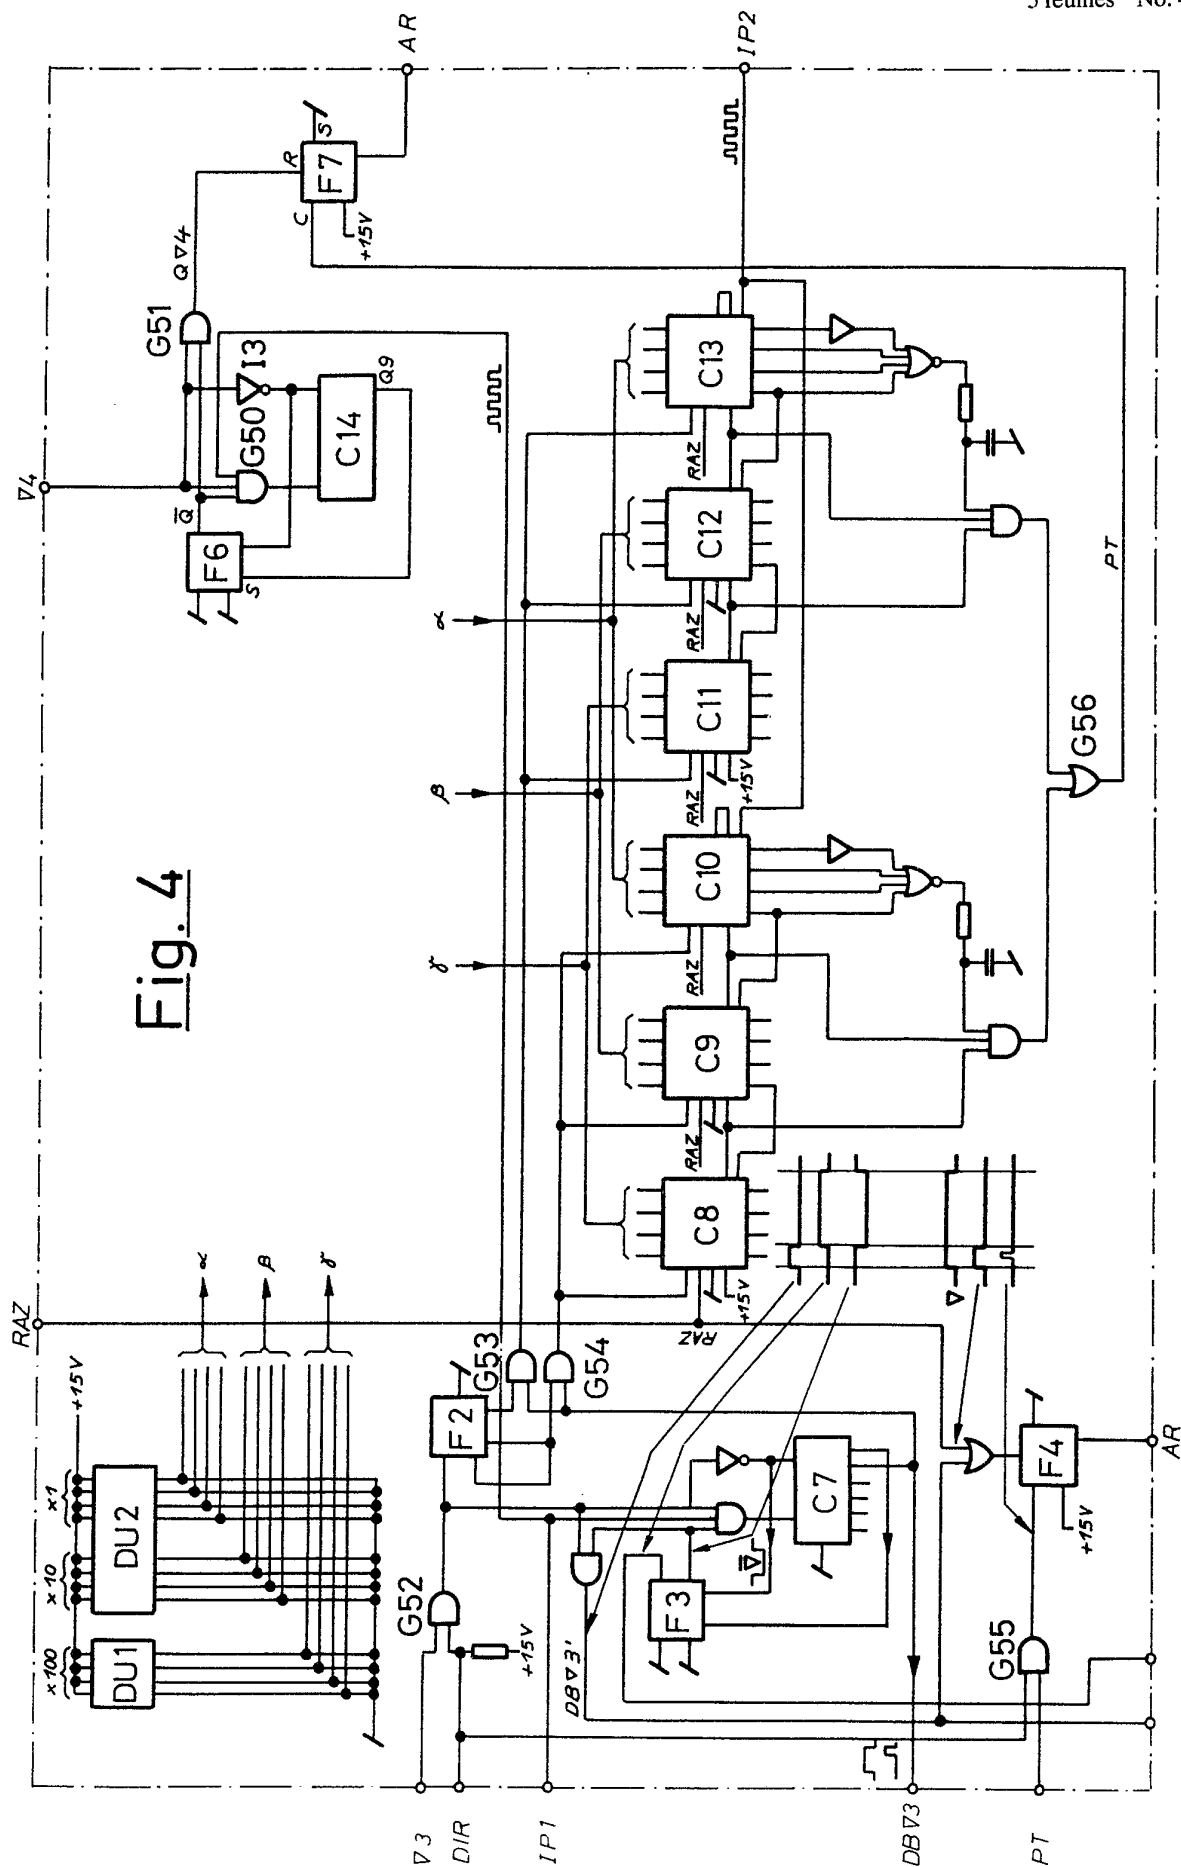 5 feuilles No.
AR
IP2
∇4
RAZ
S
R
F7
C
+15V
Q∇4
G51
I3
G50
Q9
C14
Q̅
F6
S
α
β
γ
Fig. 4
C13
RAZ
C12
RAZ
C11
RAZ
+15V
C10
RAZ
C9
RAZ
C8
RAZ
+15V
PT
G56
α
β
γ
+15V
x1
x10
x100
DU2
DU1
G53
G54
F2
G52
+15V
DB∇3'
F3
∇̅
C7
∇
F4
+15V
G55
AR
∇3
DIR
IP1
DB∇3
PT